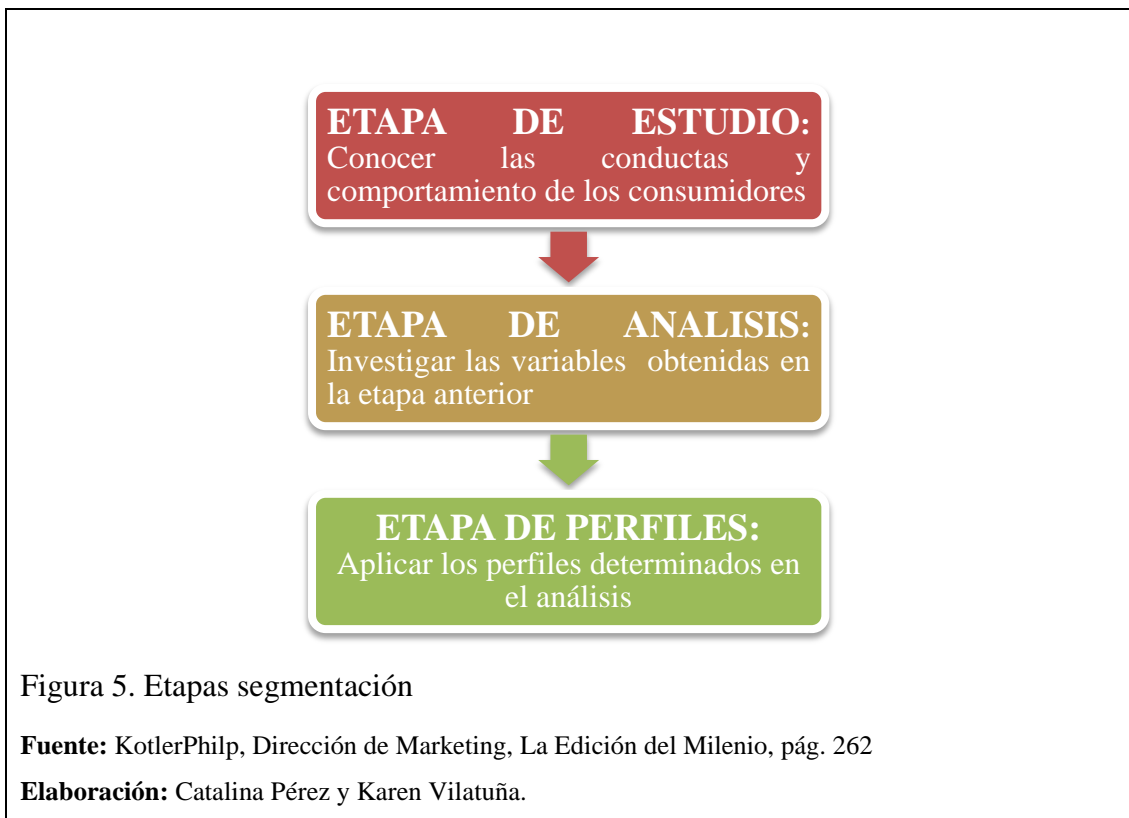 ETAPA DE ESTUDIO:
Conocer las conductas y
comportamiento de los consumidores
ETAPA DE ANALISIS:
Investigar las variables obtenidas en
la etapa anterior
ETAPA DE PERFILES:
Aplicar los perfiles determinados en
el análisis
Figura 5. Etapas segmentación
Fuente: KotlerPhilp, Dirección de Marketing, La Edición del Milenio, pág. 262
Elaboración: Catalina Pérez y Karen Vilatuña.